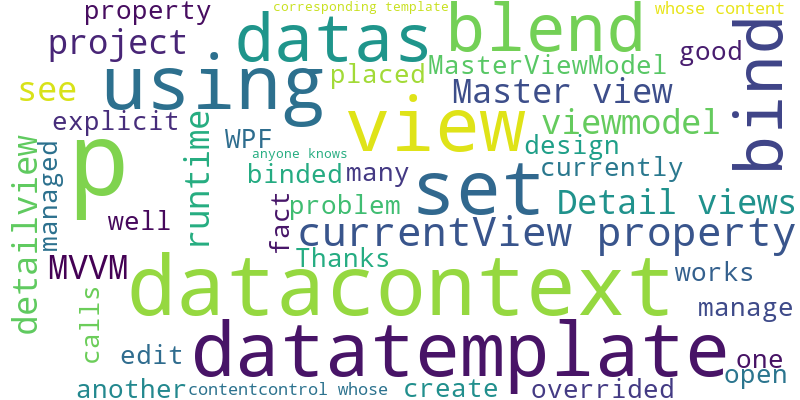 corresponding template
whose content
property
datas
blend
bind
project
using
good
MasterViewModel
placed
see
Master view
view
explicit
runtime
viewmodel
WPF
design
p
detailview
managed
anyone knows
currently
binded
many
set
problem
Detail views
fact
well
currentView property
Thanks
MVVM
datacontext
works
calls
manage
datatemplate
edit
one
open
another
contentcontrol whose
create
overrided